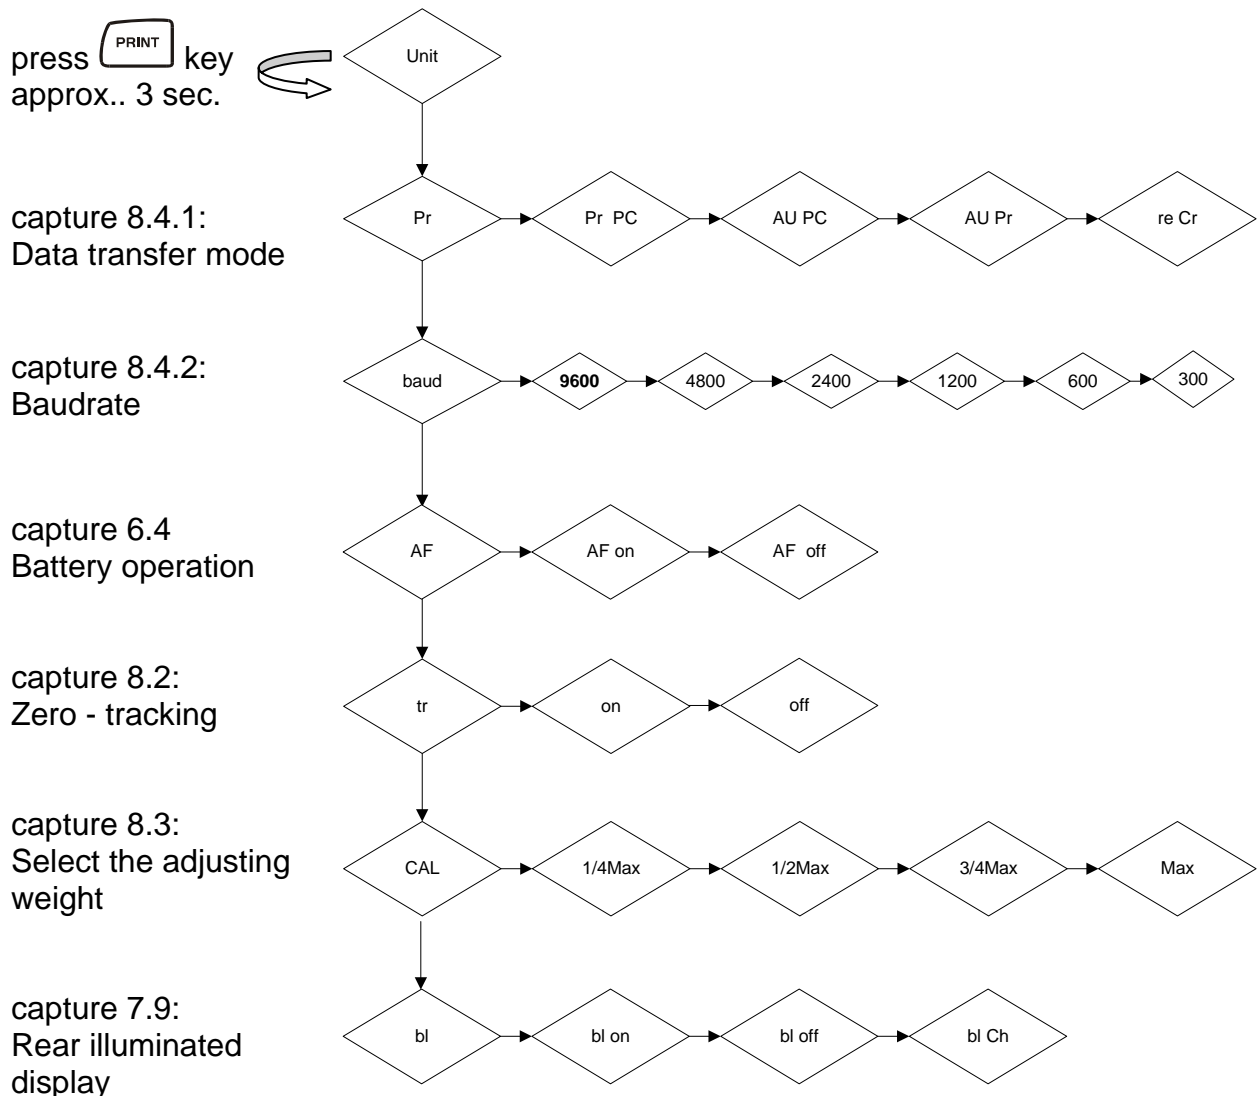 press PRINT key
approx.. 3 sec.
Unit
capture 8.4.1:
Data transfer mode
Pr Pr PC AU PC AU Pr re Cr
capture 8.4.2:
Baudrate
baud 9600 4800 2400 1200 600 300
capture 6.4
Battery operation
AF AF on AF off
capture 8.2:
Zero - tracking
tr on off
capture 8.3:
Select the adjusting
weight
CAL 1/4Max 1/2Max 3/4Max Max
capture 7.9:
Rear illuminated
display
bl bl on bl off bl Ch